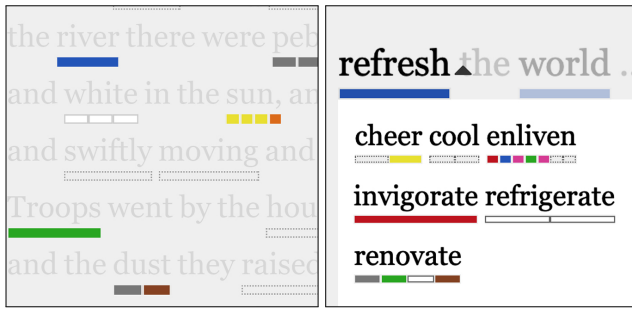 the river there were peb
and white in the sun, an
and swiftly moving and
Troops went by the hou
and the dust they raised
refresh the world ..
cheer cool enliven
invigorate refrigerate
renovate